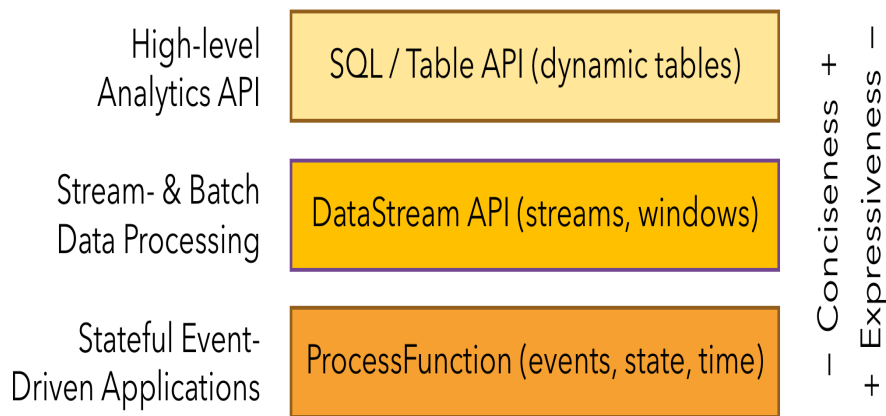 High-level
Analytics API
SQL / Table API (dynamic tables)
Stream- & Batch
Data Processing
DataStream API (streams, windows)
Stateful Event-
Driven Applications
ProcessFunction (events, state, time)
− Conciseness +
+ Expressiveness −